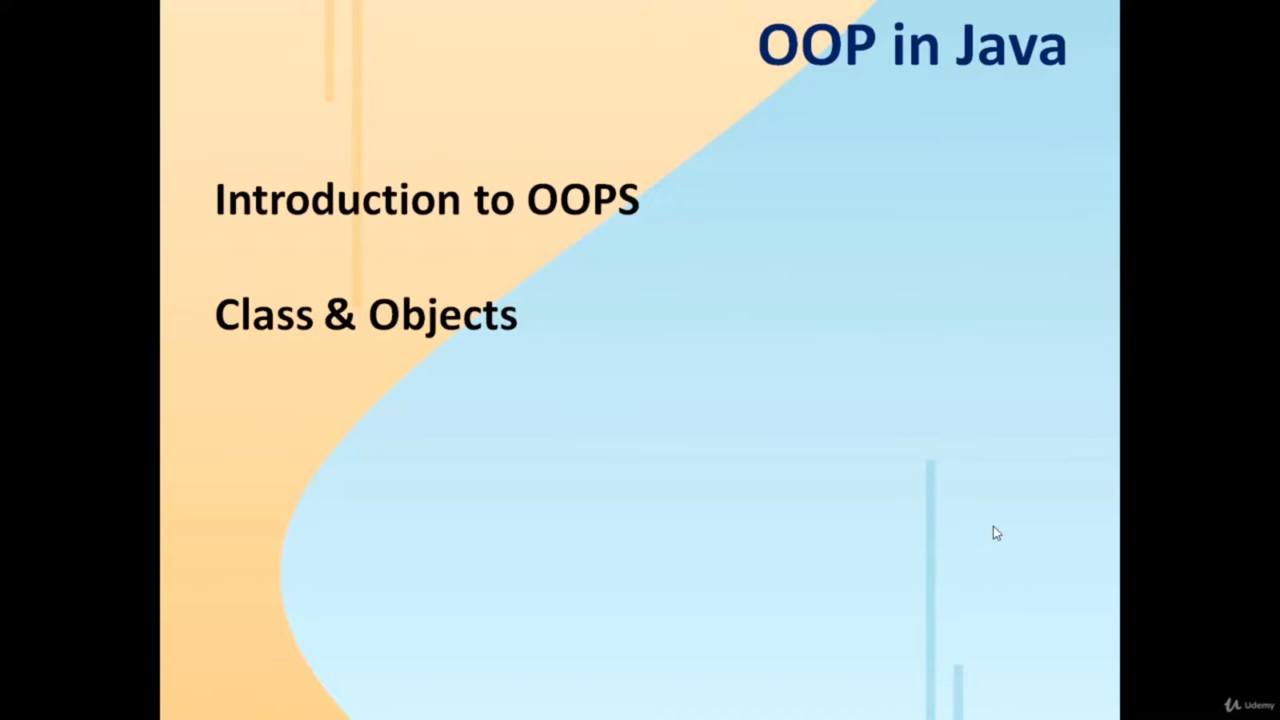 OOP in Java
Introduction to OOPS
Class & Objects
Udemy